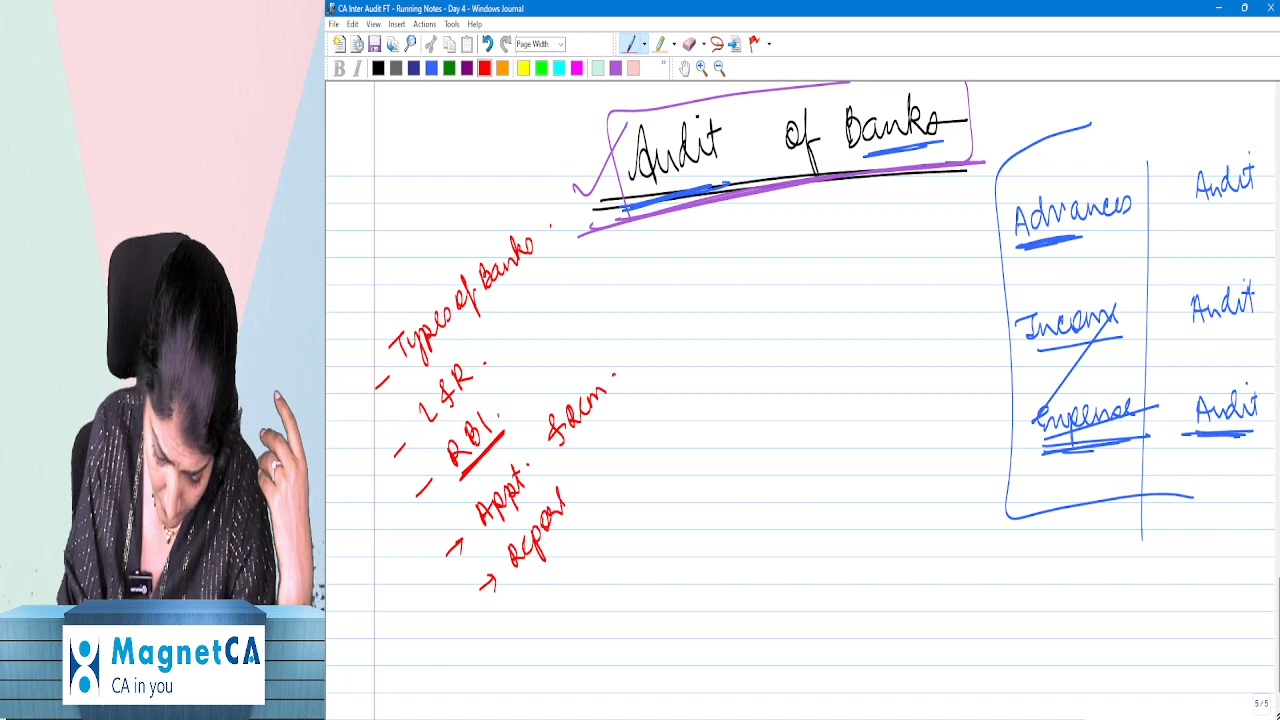 CA Inter Audit FT - Running Notes - Day 4 - Windows Journal
File Edit View Insert Actions Tools Help
Page Width
B I
Audit of Banks
- Types of Banks.
- L & R.
- RBI.
→ Appt. & Rem.
→ Report
Advances Audit
Income Audit
Expense Audit
MagnetCA
CA in you
5/5